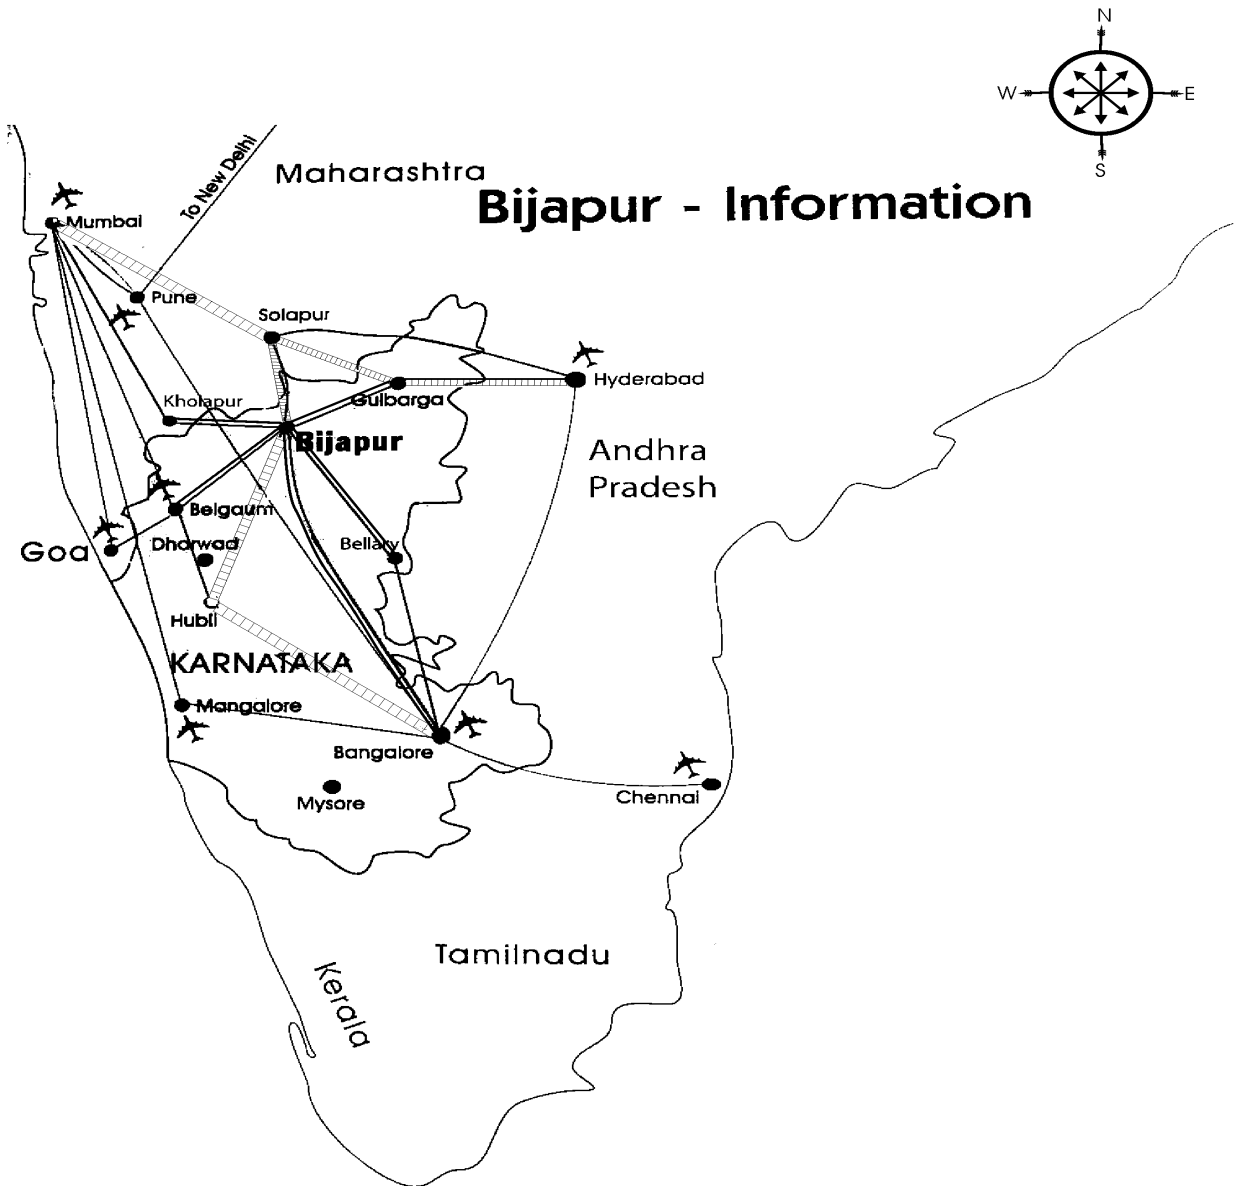 N
W E
S
To New Delhi
Maharashtra
Bijapur - Information
Mumbai
Pune
Solapur
Hyderabad
Kholapur
Gulbarga
Bijapur
Andhra
Pradesh
Belgaum
Goa
Dharwad
Bellary
Hubli
KARNATAKA
Mangalore
Bangalore
Mysore
Chennai
Tamilnadu
Kerala